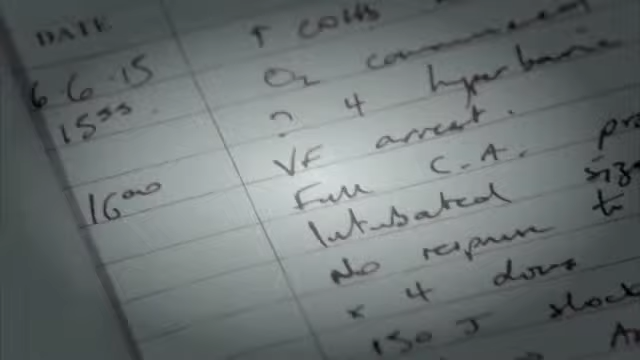 DATE
6.6.15
15⁵⁵
O₂ commenced
? 4 hyperbaric
VF arrest.
16⁰⁰
Full C.A.
Intubated
No response to
x 4 doses
150 J shock